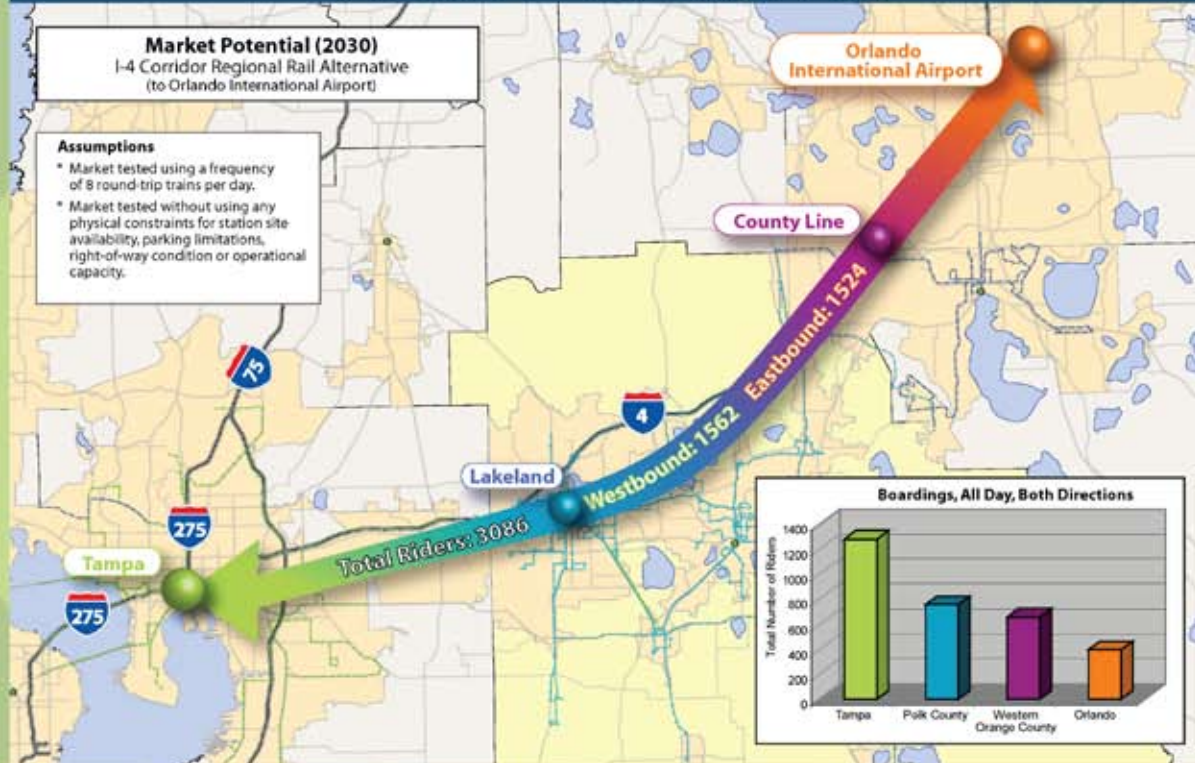 Market Potential (2030)
I-4 Corridor Regional Rail Alternative
(to Orlando International Airport)
Assumptions
* Market tested using a frequency
of 8 round-trip trains per day.
* Market tested without using any
physical constraints for station site
availability, parking limitations,
right-of-way condition or operational
capacity.
Orlando
International Airport
County Line
Eastbound: 1524
75
4
Westbound: 1562
Lakeland
Total Riders: 3086
275
Tampa
275
Boardings, All Day, Both Directions
Total Number of Riders
1400
1200
1000
800
600
400
200
0
Tampa
Polk County
Western
Orange County
Orlando